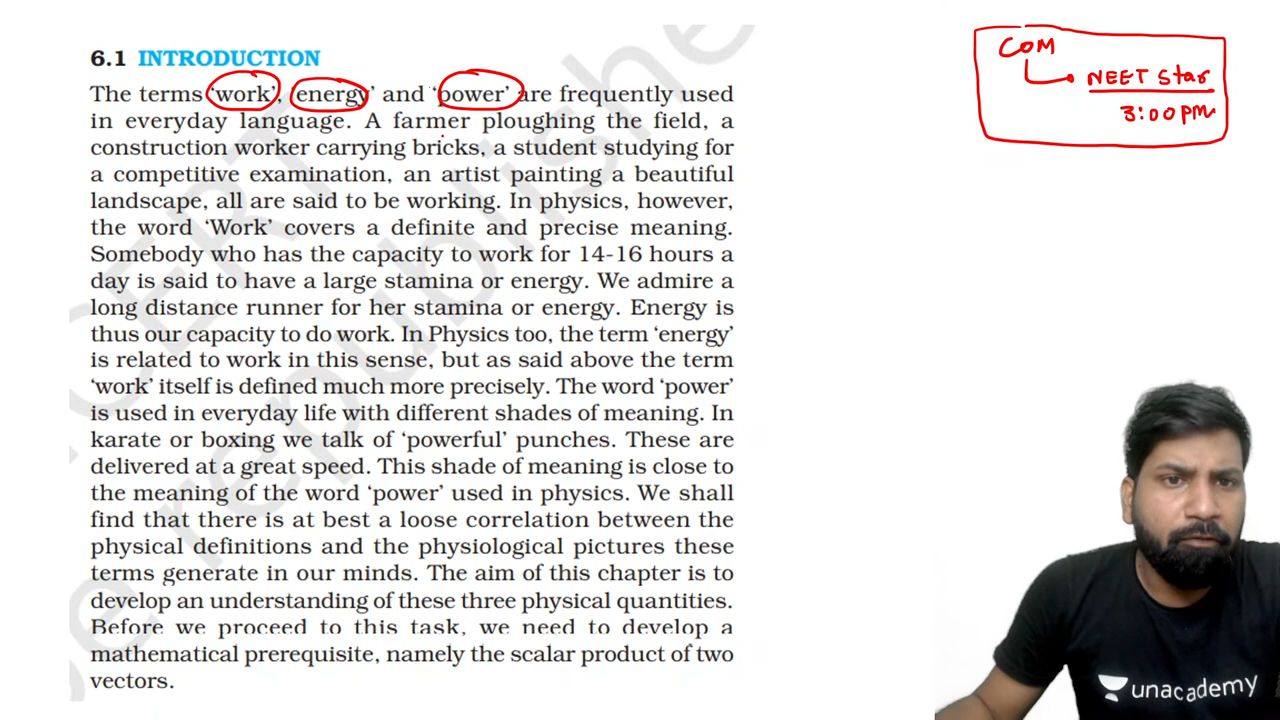 6.1 INTRODUCTION
The terms ‘work’, ‘energy’ and ‘power’ are frequently used
in everyday language. A farmer ploughing the field, a
construction worker carrying bricks, a student studying for
a competitive examination, an artist painting a beautiful
landscape, all are said to be working. In physics, however,
the word ‘Work’ covers a definite and precise meaning.
Somebody who has the capacity to work for 14-16 hours a
day is said to have a large stamina or energy. We admire a
long distance runner for her stamina or energy. Energy is
thus our capacity to do work. In Physics too, the term ‘energy’
is related to work in this sense, but as said above the term
‘work’ itself is defined much more precisely. The word ‘power’
is used in everyday life with different shades of meaning. In
karate or boxing we talk of ‘powerful’ punches. These are
delivered at a great speed. This shade of meaning is close to
the meaning of the word ‘power’ used in physics. We shall
find that there is at best a loose correlation between the
physical definitions and the physiological pictures these
terms generate in our minds. The aim of this chapter is to
develop an understanding of these three physical quantities.
Before we proceed to this task, we need to develop a
mathematical prerequisite, namely the scalar product of two
vectors.
COM
NEET Star
3:00 PM
unacademy